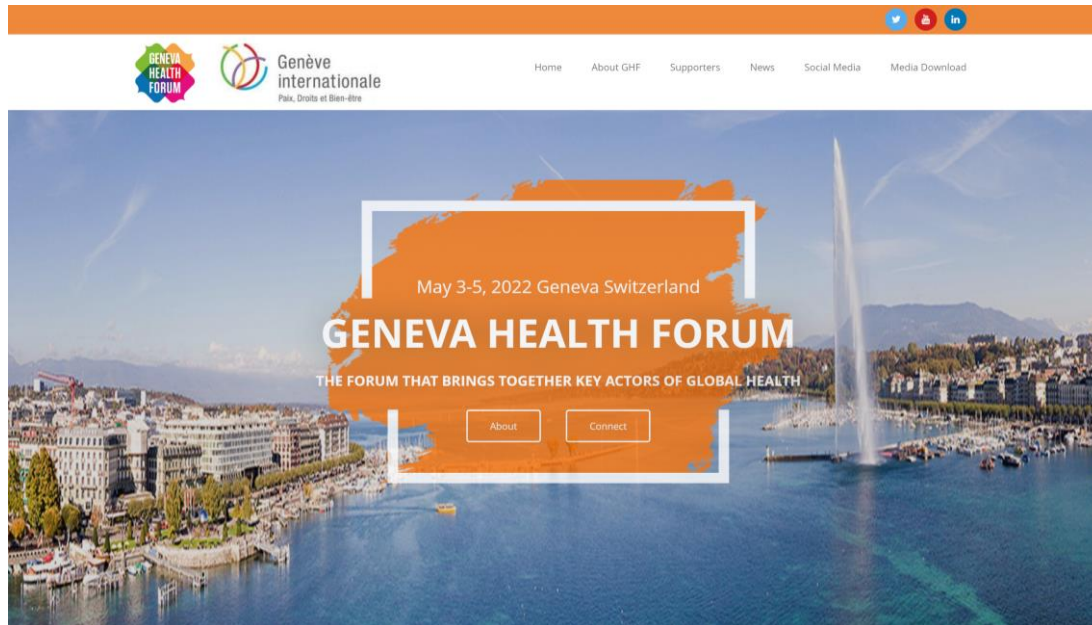 GENEVA
HEALTH
FORUM
Genève
internationale
Paix, Droits et Bien-être
Home About GHF Supporters News Social Media Media Download
May 3-5, 2022 Geneva Switzerland
GENEVA HEALTH FORUM
THE FORUM THAT BRINGS TOGETHER KEY ACTORS OF GLOBAL HEALTH
About Connect